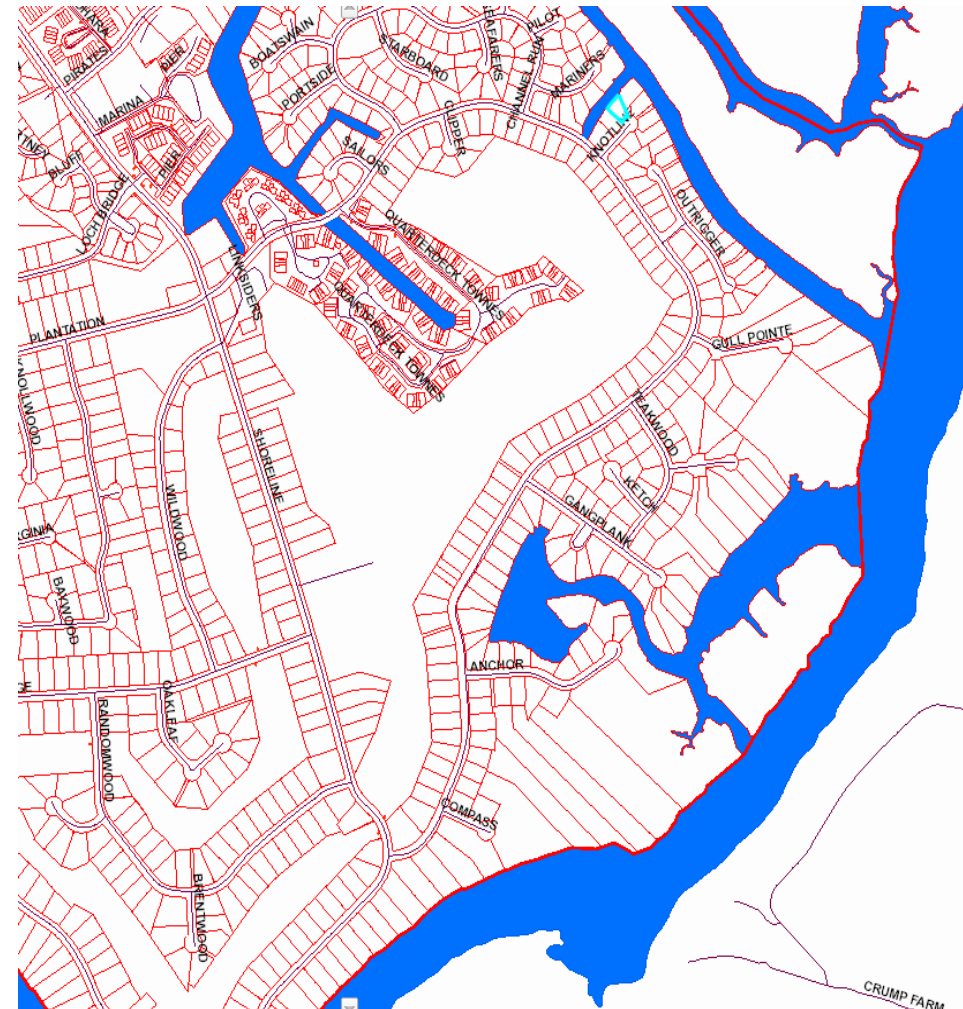 PILOT
BOATSWAIN
STARBOARD
PIRATES
PIER
MARINERS
PORTSIDE
CHANNEL RUN
MARINA
CLIPPER
KNOTLINE
SAILORS
BLUFF
PIER
LOCH BRIDGE
OUTRIGGER
QUARTERDECK TOWNES
LINKSIDERS
QUARTERDECK TOWNES
PLANTATION
GULL POINTE
TEAKWOOD
SHORELINE
KETCH
WILDWOOD
GANGPLANK
BAYWOOD
ANCHOR
OAKLEAF
RANDOMWOOD
COMPASS
BRENTWOOD
CRUMP FARM